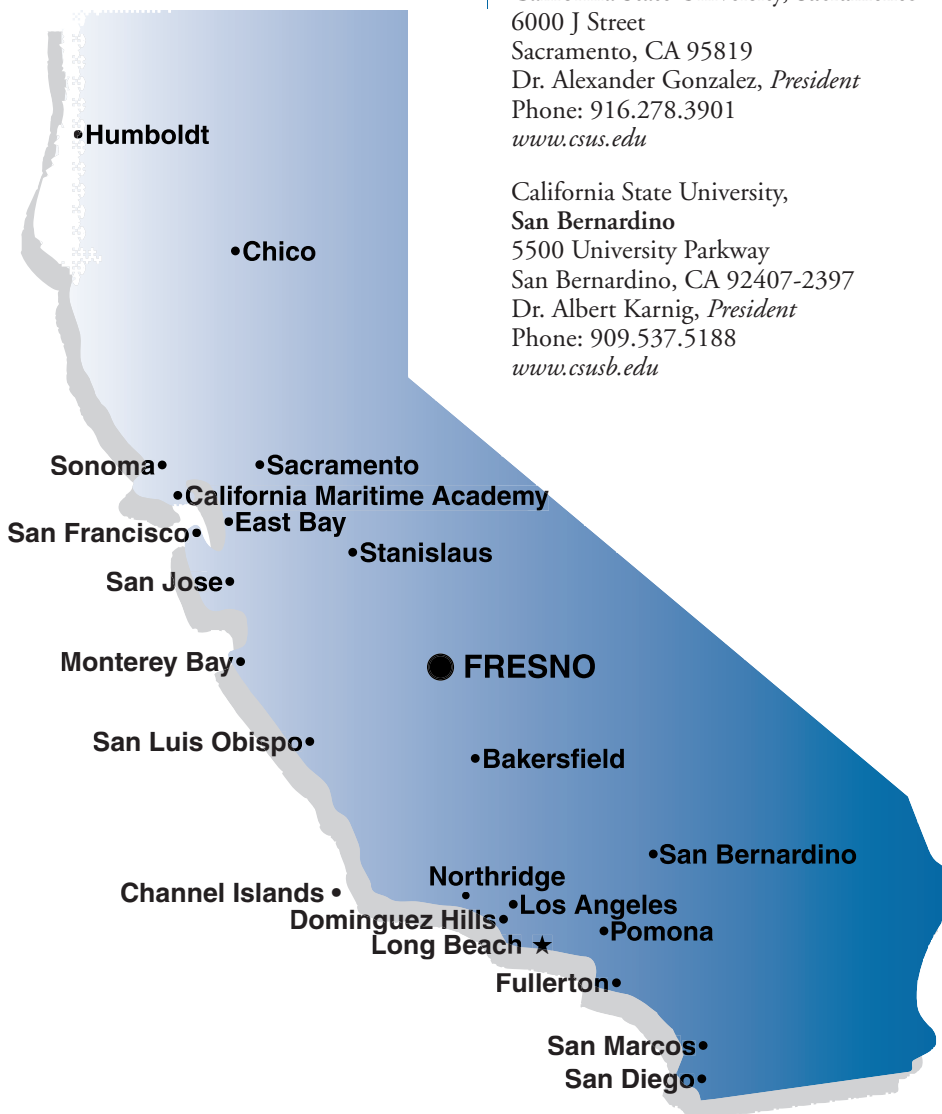 6000 J Street
Sacramento, CA 95819
Dr. Alexander Gonzalez, President
Phone: 916.278.3901
www.csus.edu
California State University,
San Bernardino
5500 University Parkway
San Bernardino, CA 92407-2397
Dr. Albert Karnig, President
Phone: 909.537.5188
www.csusb.edu
Humboldt
Chico
Sonoma
Sacramento
California Maritime Academy
East Bay
San Francisco
Stanislaus
San Jose
Monterey Bay
FRESNO
San Luis Obispo
Bakersfield
San Bernardino
Northridge
Channel Islands
Los Angeles
Dominguez Hills
Pomona
Long Beach
Fullerton
San Marcos
San Diego